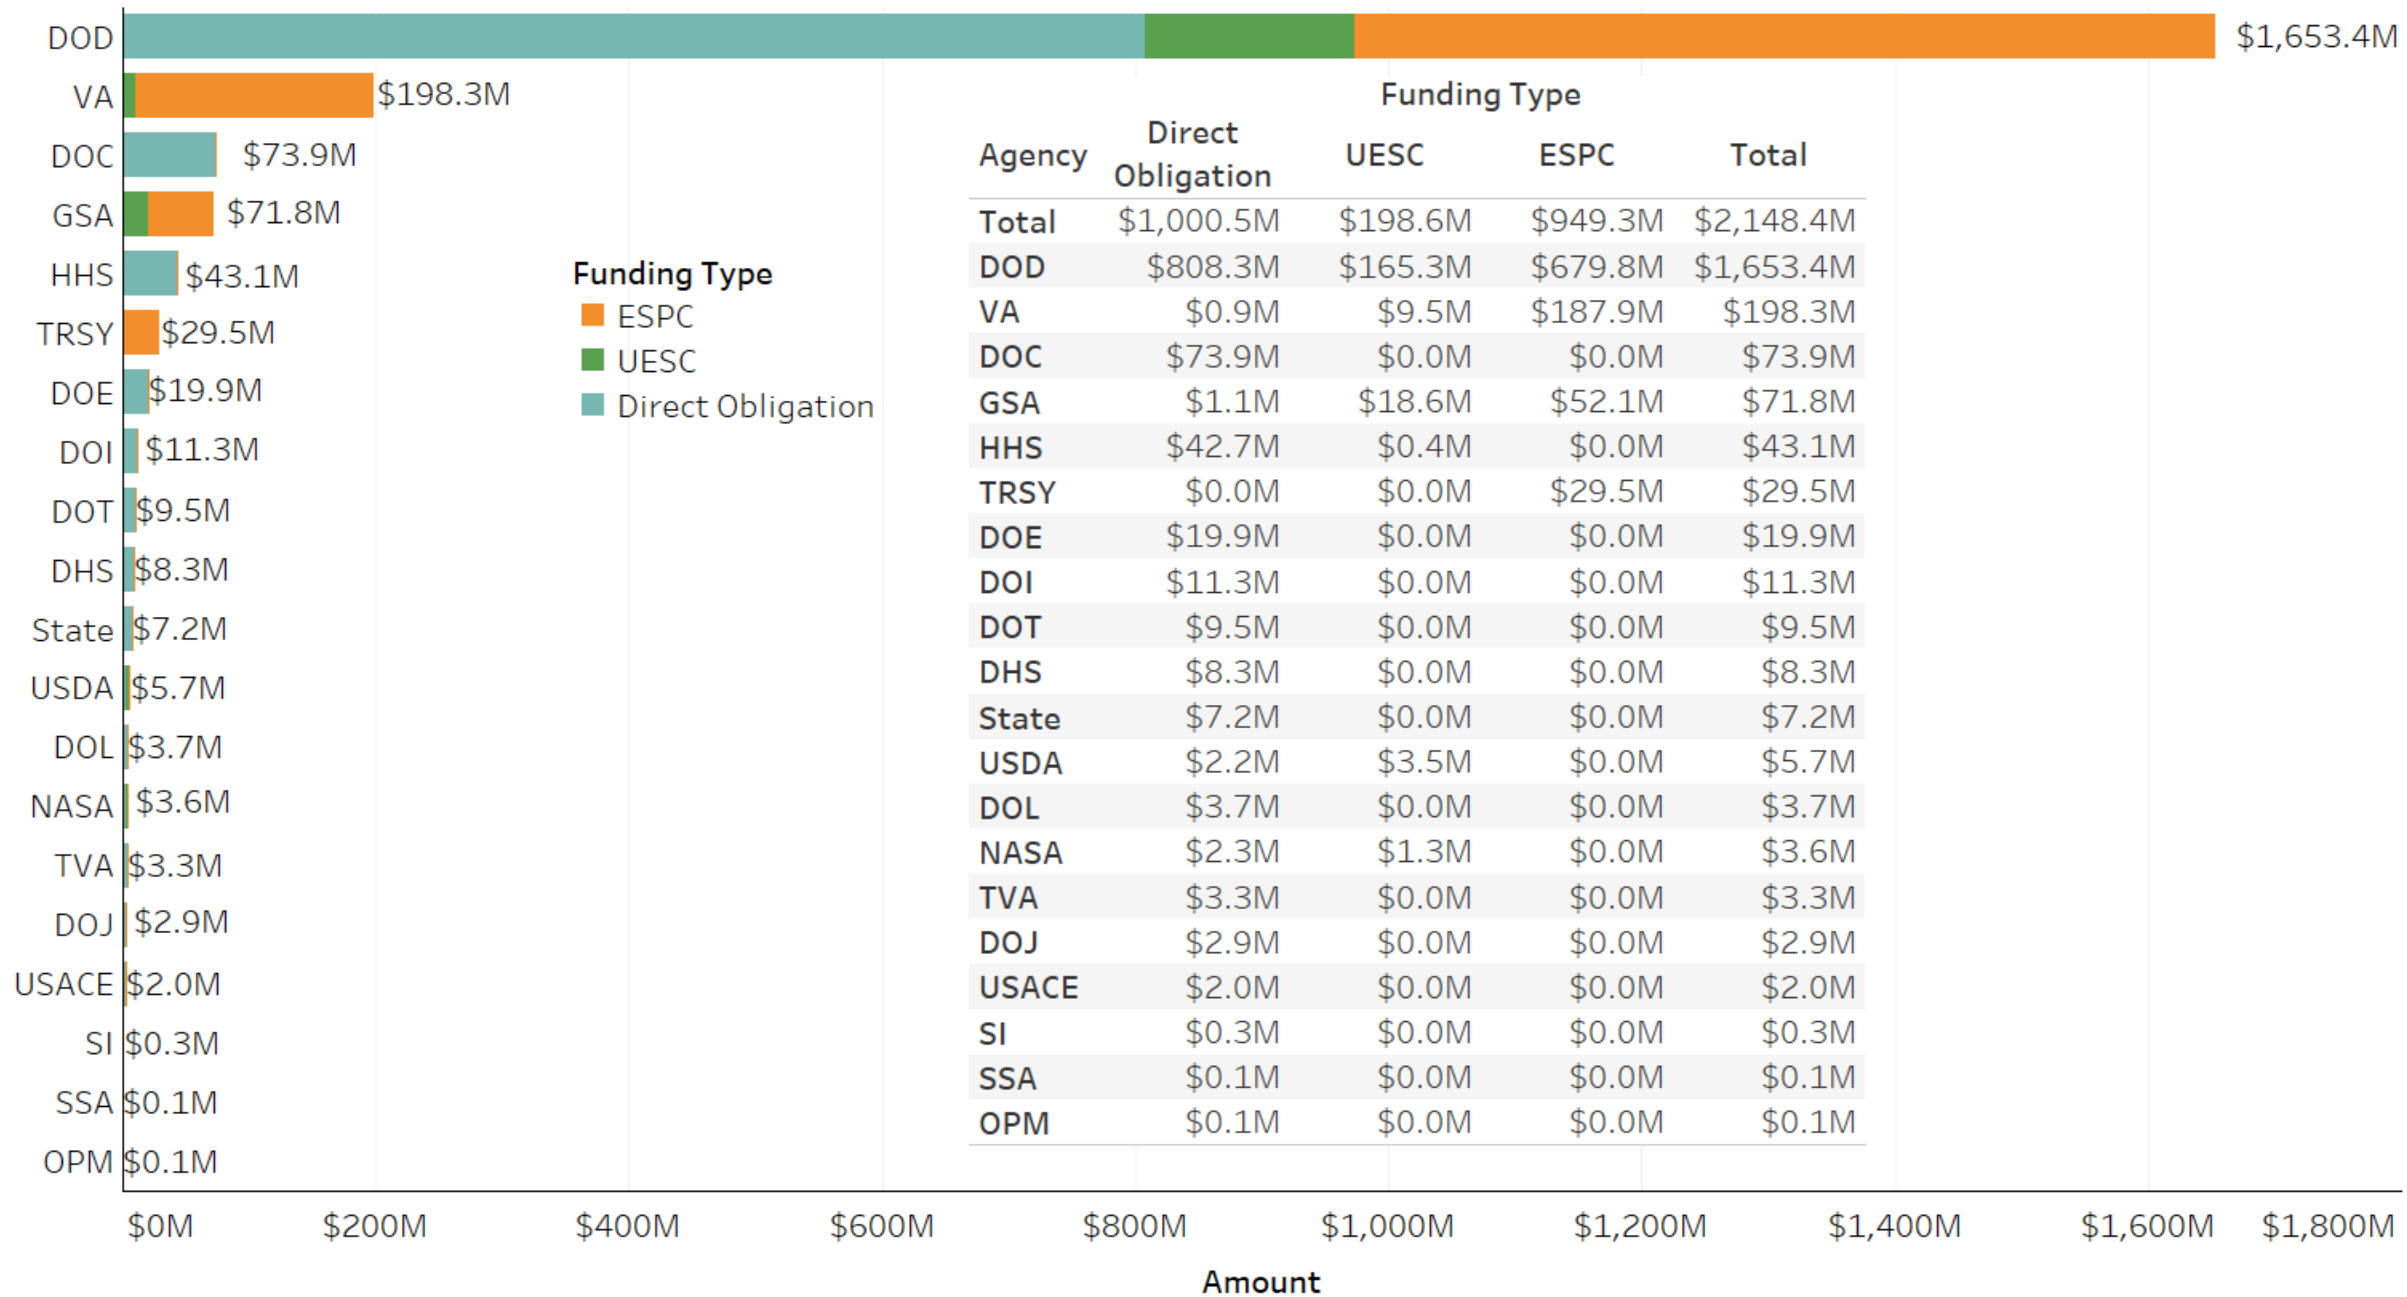 DOD $1,653.4M
VA $198.3M
DOC $73.9M
GSA $71.8M
HHS $43.1M
TRSY $29.5M
DOE $19.9M
DOI $11.3M
DOT $9.5M
DHS $8.3M
State $7.2M
USDA $5.7M
DOL $3.7M
NASA $3.6M
TVA $3.3M
DOJ $2.9M
USACE $2.0M
SI $0.3M
SSA $0.1M
OPM $0.1M
$0M $200M $400M $600M $800M $1,000M $1,200M $1,400M $1,600M $1,800M
Amount
Funding Type
ESPC
UESC
Direct Obligation
Funding Type
Agency Direct Obligation UESC ESPC Total
Total $1,000.5M $198.6M $949.3M $2,148.4M
DOD $808.3M $165.3M $679.8M $1,653.4M
VA $0.9M $9.5M $187.9M $198.3M
DOC $73.9M $0.0M $0.0M $73.9M
GSA $1.1M $18.6M $52.1M $71.8M
HHS $42.7M $0.4M $0.0M $43.1M
TRSY $0.0M $0.0M $29.5M $29.5M
DOE $19.9M $0.0M $0.0M $19.9M
DOI $11.3M $0.0M $0.0M $11.3M
DOT $9.5M $0.0M $0.0M $9.5M
DHS $8.3M $0.0M $0.0M $8.3M
State $7.2M $0.0M $0.0M $7.2M
USDA $2.2M $3.5M $0.0M $5.7M
DOL $3.7M $0.0M $0.0M $3.7M
NASA $2.3M $1.3M $0.0M $3.6M
TVA $3.3M $0.0M $0.0M $3.3M
DOJ $2.9M $0.0M $0.0M $2.9M
USACE $2.0M $0.0M $0.0M $2.0M
SI $0.3M $0.0M $0.0M $0.3M
SSA $0.1M $0.0M $0.0M $0.1M
OPM $0.1M $0.0M $0.0M $0.1M